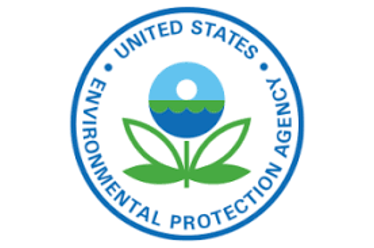 UNITED STATES
ENVIRONMENTAL PROTECTION AGENCY